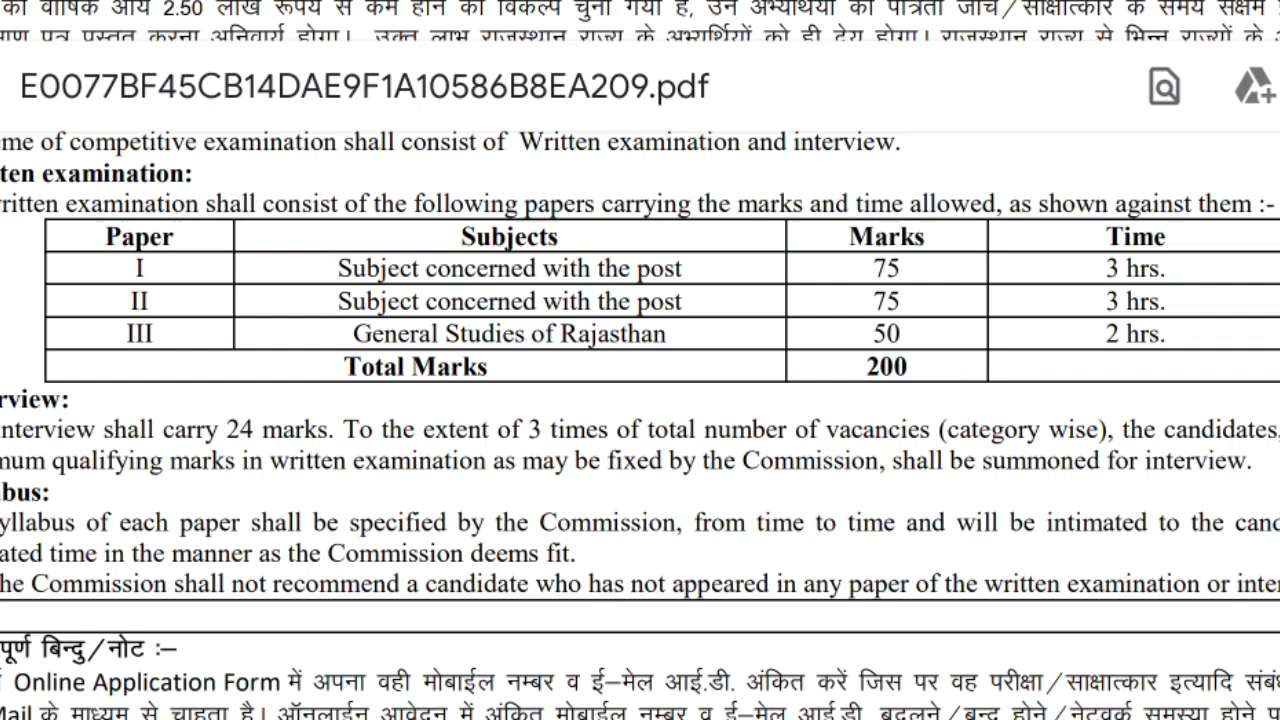 को वार्षिक आय 2.50 लाख रूपये से कम होने का विकल्प चुना गया है, उन अभ्यर्थियों को पात्रता जांच/साक्षात्कार के समय सक्षम
पत्र प्रस्तुत करना अनिवार्य होगा। उक्त लाभ राजस्थान राज्य के अभ्यर्थियों को ही देय होगा। राजस्थान राज्य से भिन्न राज्यों के
E0077BF45CB14DAE9F1A10586B8EA209.pdf
eme of competitive examination shall consist of Written examination and interview.
ten examination:
written examination shall consist of the following papers carrying the marks and time allowed, as shown against them :-
Paper Subjects Marks Time
I Subject concerned with the post 75 3 hrs.
II Subject concerned with the post 75 3 hrs.
III General Studies of Rajasthan 50 2 hrs.
Total Marks 200
rview:
interview shall carry 24 marks. To the extent of 3 times of total number of vacancies (category wise), the candidates,
mum qualifying marks in written examination as may be fixed by the Commission, shall be summoned for interview.
abus:
yllabus of each paper shall be specified by the Commission, from time to time and will be intimated to the cand
ated time in the manner as the Commission deems fit.
he Commission shall not recommend a candidate who has not appeared in any paper of the written examination or inter
पूर्ण बिन्दु/नोट :–
Online Application Form में अपना वही मोबाईल नम्बर व ई–मेल आई.डी. अंकित करें जिस पर वह परीक्षा/साक्षात्कार इत्यादि संबं
Mail के माध्यम से चाहता है। ऑनलाईन आवेदन में अंकित मोबाईल नम्बर व ई–मेल आई.डी. बदलने/बन्द होने/नेटवर्क समस्या होने प